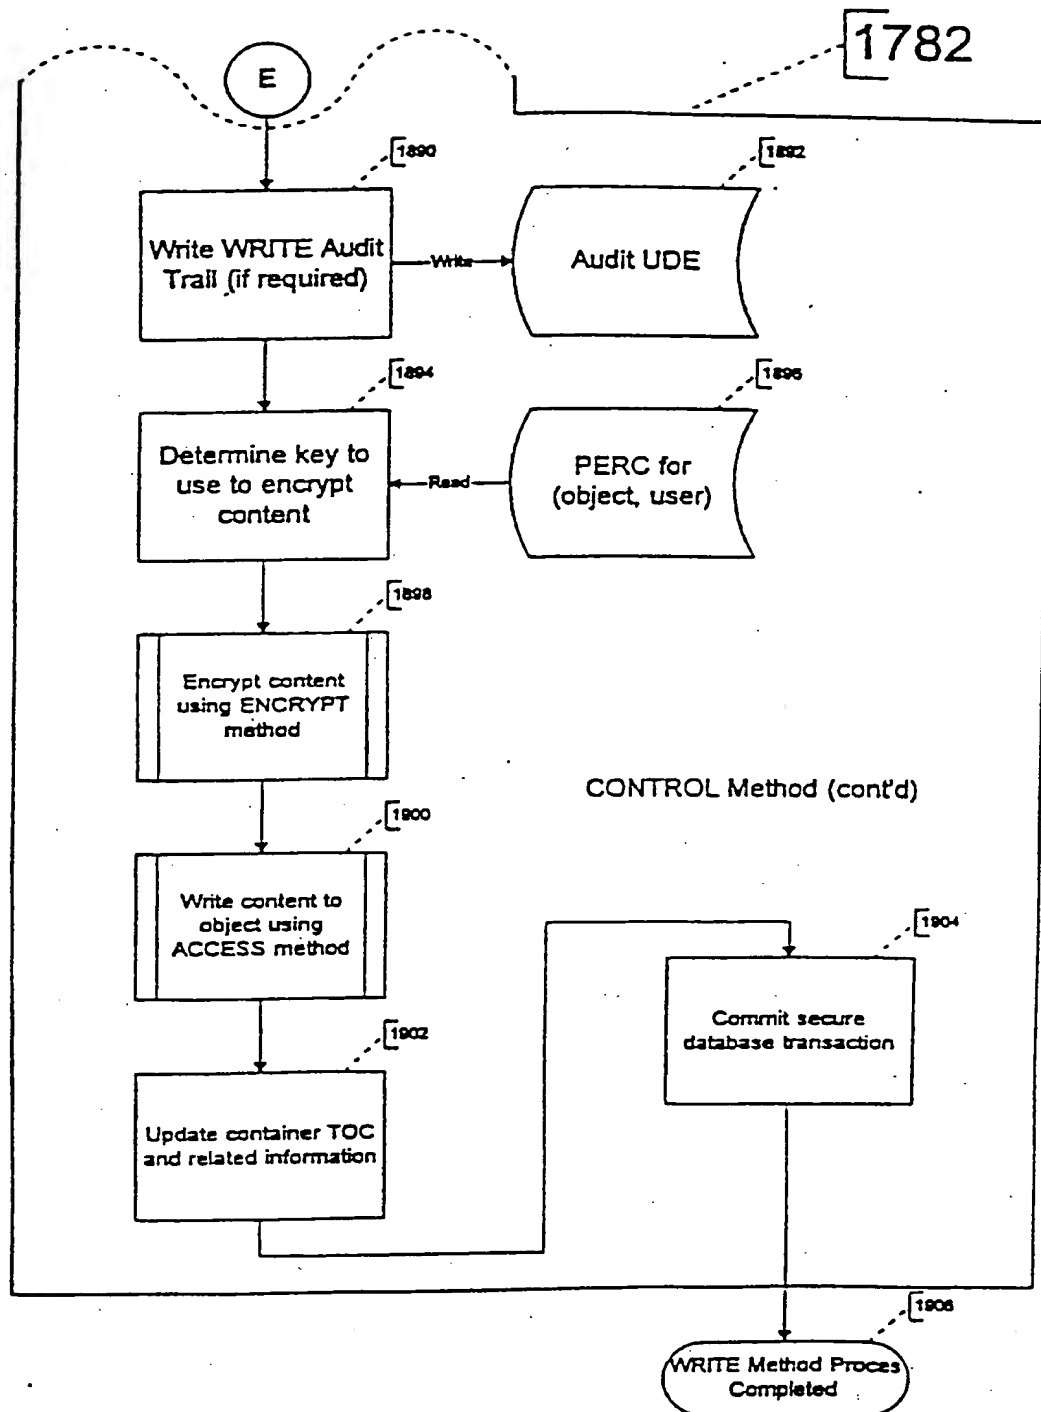 1782
E
1890
1892
Write WRITE Audit
Trail (if required)
Write
Audit UDE
1894
1896
Determine key to
use to encrypt
content
Read
PERC for
(object, user)
1898
Encrypt content
using ENCRYPT
method
CONTROL Method (cont'd)
1900
Write content to
object using
ACCESS method
1904
Commit secure
database transaction
1902
Update container TOC
and related information
1906
WRITE Method Proces
Completed